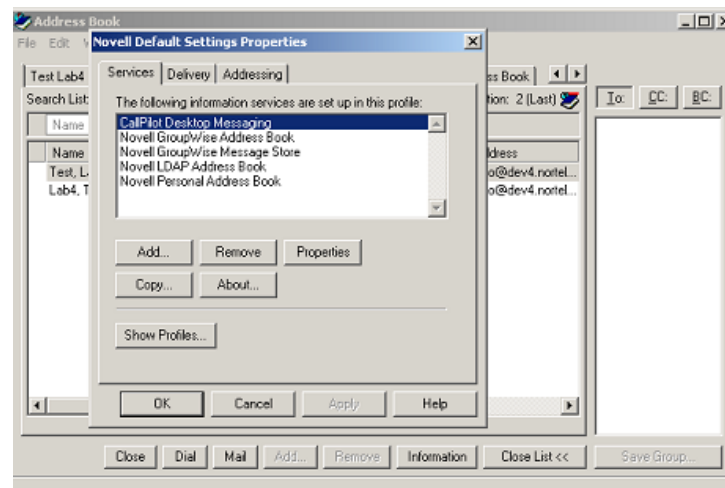 Address Book
File Edit
Novell Default Settings Properties
Services Delivery Addressing
Test Lab4
ss Book
The following information services are set up in this profile:
Search List:
tion: 2 (Last)
To: CC: BC:
CallPilot Desktop Messaging
Novell GroupWise Address Book
Novell GroupWise Message Store
Novell LDAP Address Book
Novell Personal Address Book
Name
Name
ddress
Test, L
o@dev4.nortel...
Lab4, T
o@dev4.nortel...
Add... Remove Properties
Copy... About...
Show Profiles...
OK Cancel Apply Help
Close Dial Mail Add... Remove Information Close List << Save Group...